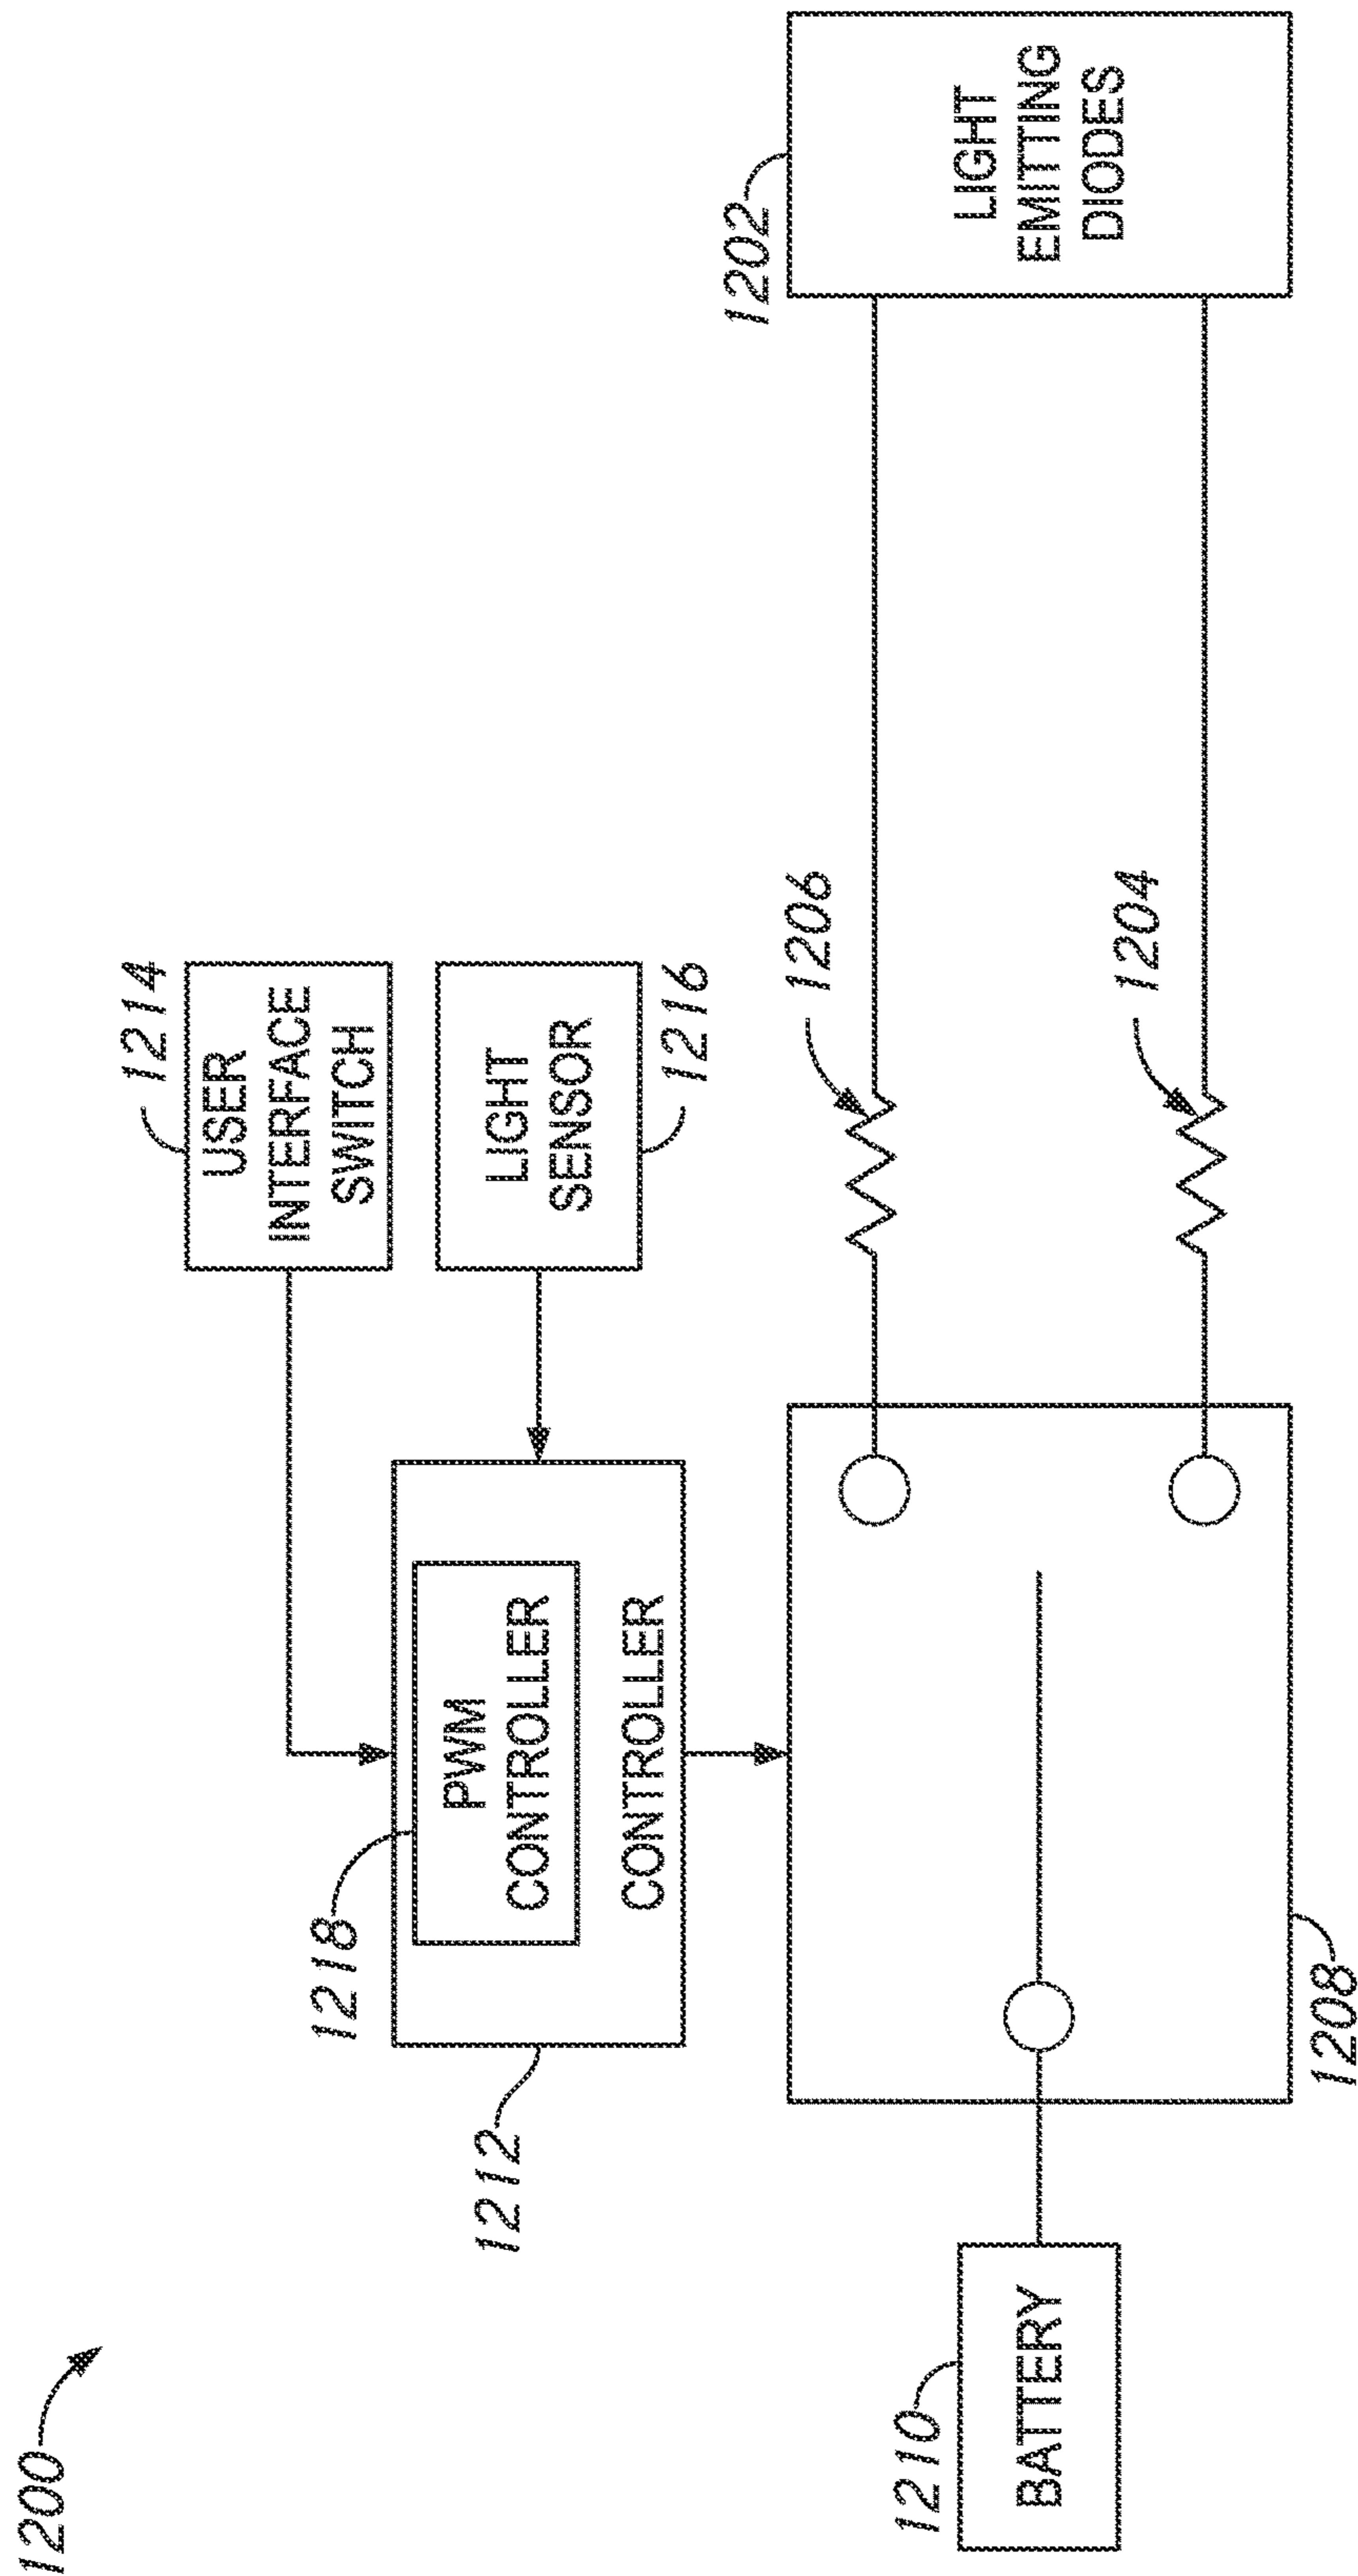 1200
1214
USER
INTERFACE
SWITCH
1218
PWM
CONTROLLER
CONTROLLER
1212
LIGHT
SENSOR
1216
1202
LIGHT
EMITTING
DIODES
1206
1204
1210
BATTERY
1208